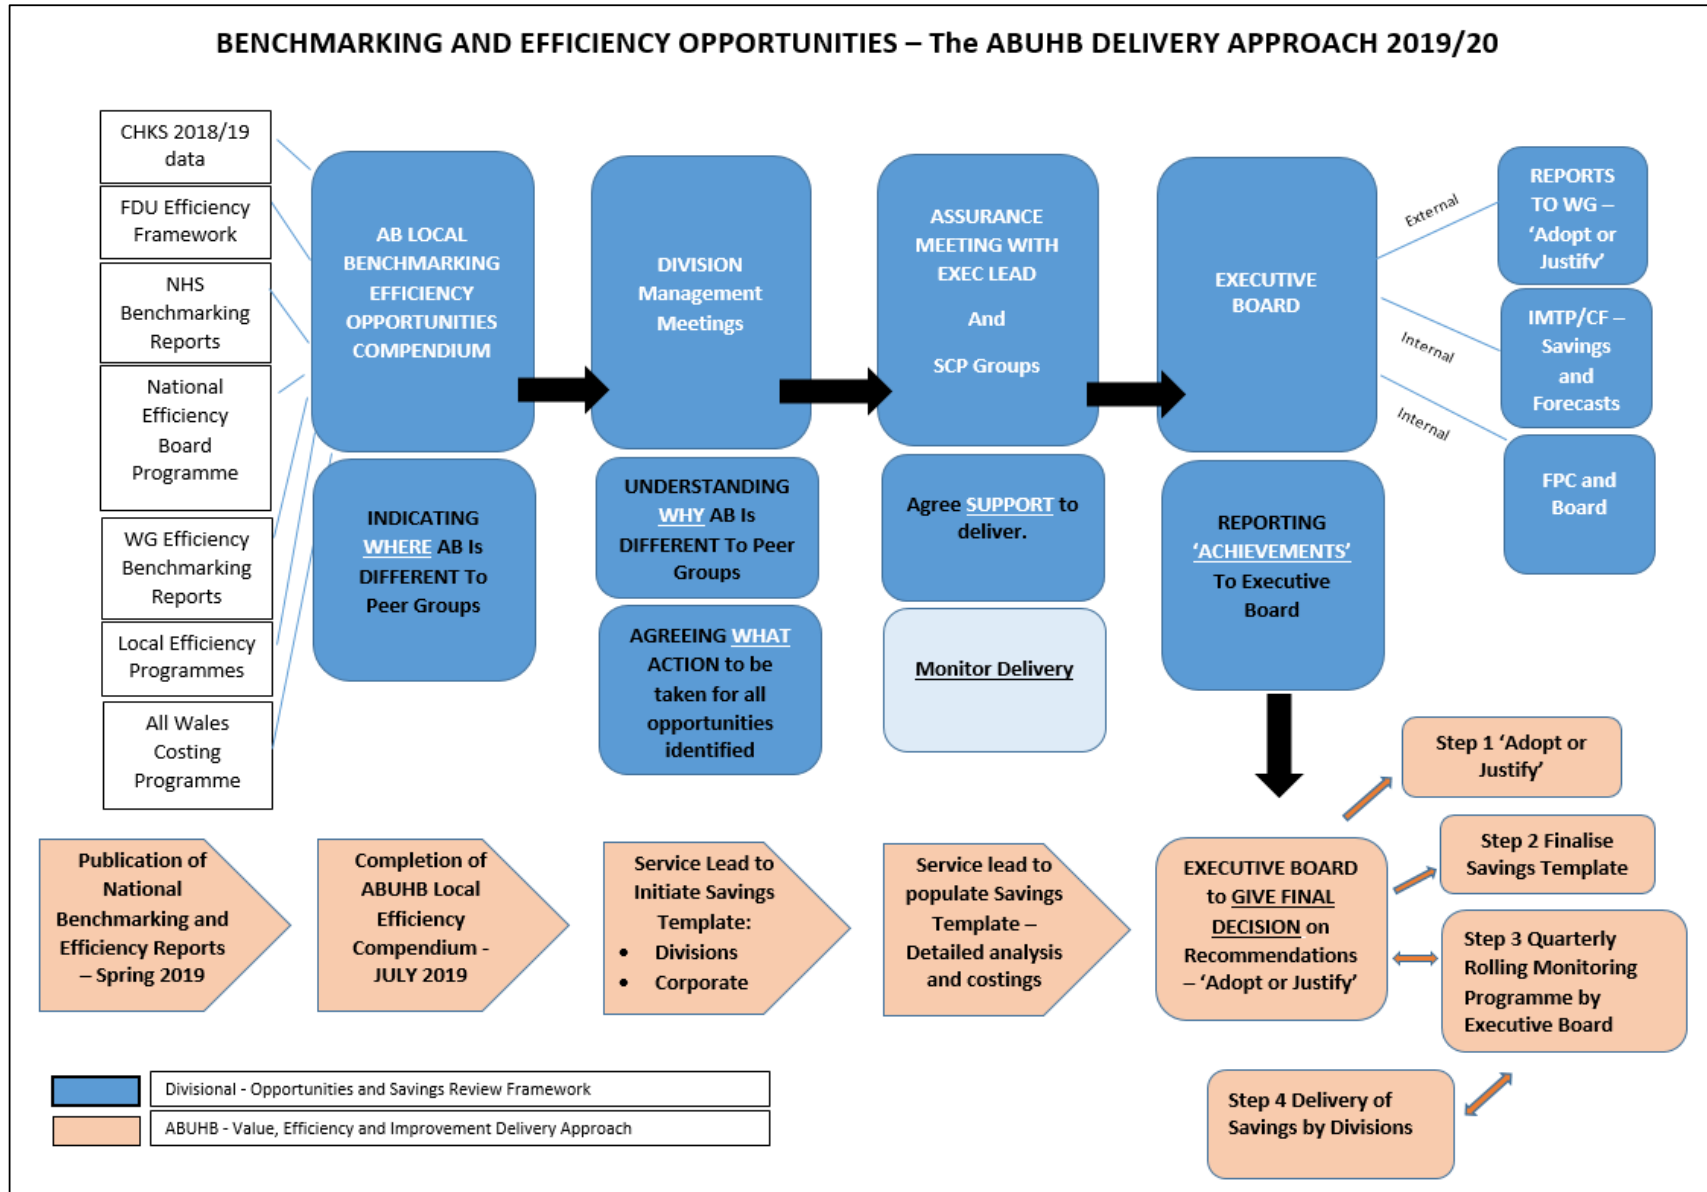 BENCHMARKING AND EFFICIENCY OPPORTUNITIES – The ABUHB DELIVERY APPROACH 2019/20
CHKS 2018/19
data
FDU Efficiency
Framework
NHS
Benchmarking
Reports
National
Efficiency
Board
Programme
WG Efficiency
Benchmarking
Reports
Local Efficiency
Programmes
All Wales
Costing
Programme
AB LOCAL
BENCHMARKING
EFFICIENCY
OPPORTUNITIES
COMPENDIUM
INDICATING
WHERE AB Is
DIFFERENT To
Peer Groups
DIVISION
Management
Meetings
UNDERSTANDING
WHY AB Is
DIFFERENT To Peer
Groups
AGREEING WHAT
ACTION to be
taken for all
opportunities
identified
ASSURANCE
MEETING WITH
EXEC LEAD
And
SCP Groups
Agree SUPPORT to
deliver.
Monitor Delivery
EXECUTIVE
BOARD
REPORTING
‘ACHIEVEMENTS’
To Executive
Board
External
Internal
Internal
REPORTS
TO WG –
‘Adopt or
Justify’
IMTP/CF –
Savings
and
Forecasts
FPC and
Board
Publication of
National
Benchmarking and
Efficiency Reports
– Spring 2019
Completion of
ABUHB Local
Efficiency
Compendium -
JULY 2019
Service Lead to
Initiate Savings
Template:
• Divisions
• Corporate
Service lead to
populate Savings
Template –
Detailed analysis
and costings
EXECUTIVE BOARD
to GIVE FINAL
DECISION on
Recommendations
– ‘Adopt or Justify’
Step 1 ‘Adopt or
Justify’
Step 2 Finalise
Savings Template
Step 3 Quarterly
Rolling Monitoring
Programme by
Executive Board
Step 4 Delivery of
Savings by Divisions
Divisional - Opportunities and Savings Review Framework
ABUHB - Value, Efficiency and Improvement Delivery Approach